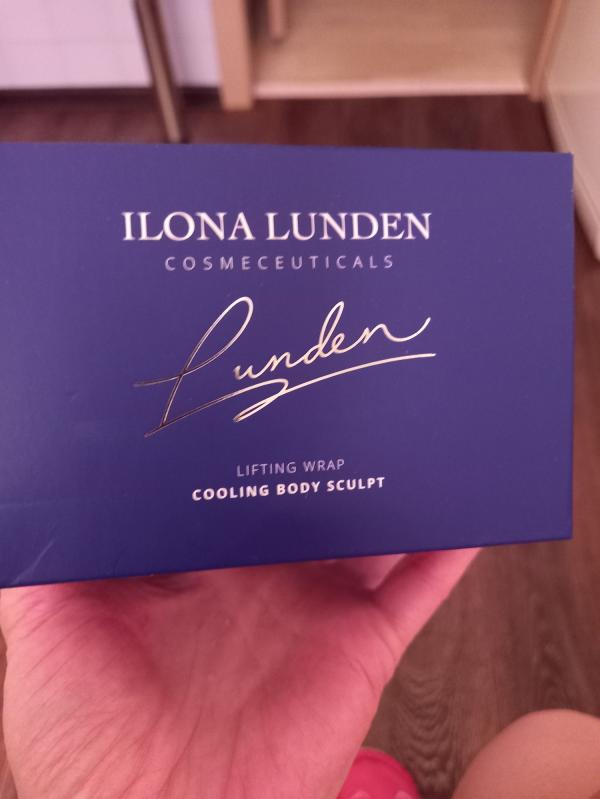 ILONA LUNDEN
COSMECEUTICALS
Lunden
LIFTING WRAP
COOLING BODY SCULPT